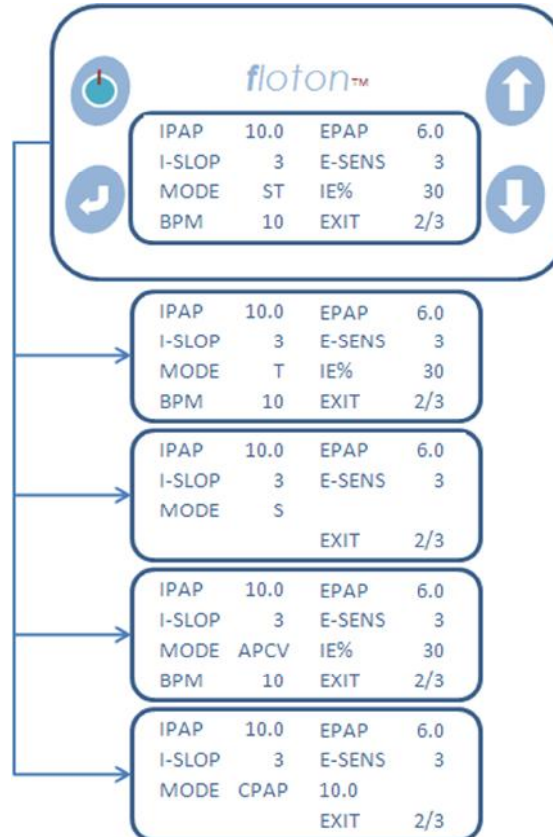 floton™
IPAP 10.0 EPAP 6.0
I-SLOP 3 E-SENS 3
MODE ST IE% 30
BPM 10 EXIT 2/3
IPAP 10.0 EPAP 6.0
I-SLOP 3 E-SENS 3
MODE T IE% 30
BPM 10 EXIT 2/3
IPAP 10.0 EPAP 6.0
I-SLOP 3 E-SENS 3
MODE S
EXIT 2/3
IPAP 10.0 EPAP 6.0
I-SLOP 3 E-SENS 3
MODE APCV IE% 30
BPM 10 EXIT 2/3
IPAP 10.0 EPAP 6.0
I-SLOP 3 E-SENS 3
MODE CPAP 10.0
EXIT 2/3